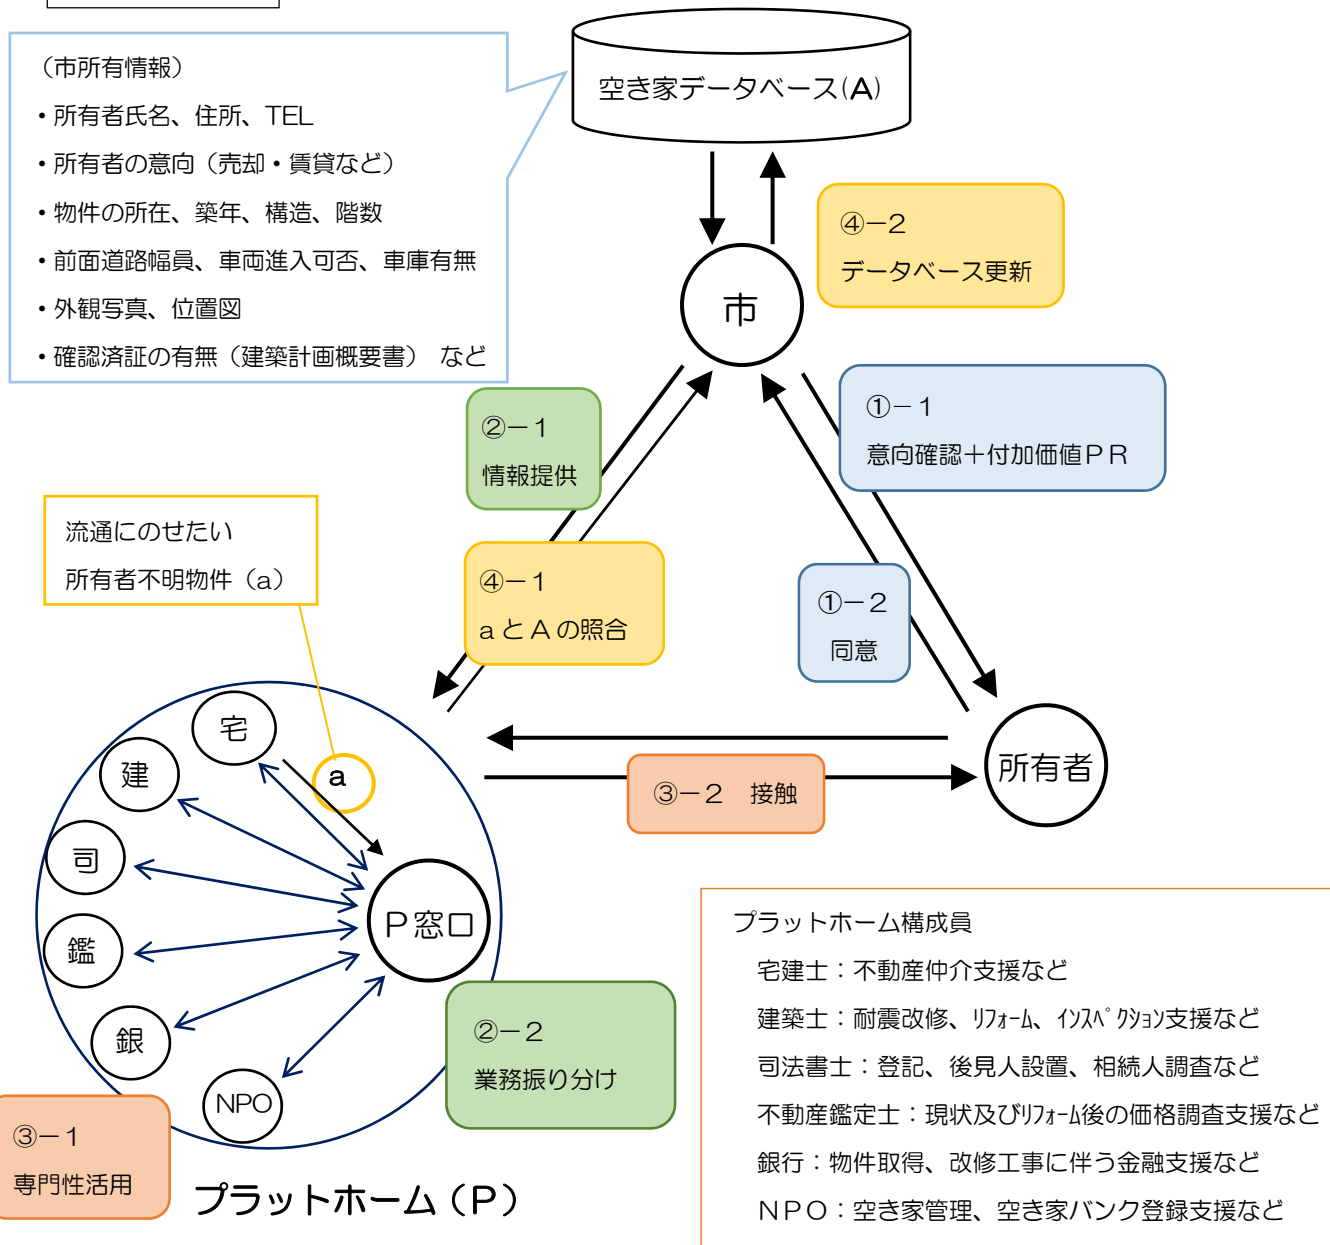 （市所有情報）
・所有者氏名、住所、TEL
・所有者の意向（売却・賃貸など）
・物件の所在、築年、構造、階数
・前面道路幅員、車両進入可否、車庫有無
・外観写真、位置図
・確認済証の有無（建築計画概要書）　など
空き家データベース(A)
④－２
データベース更新
市
②－１
情報提供
①－１
意向確認＋付加価値ＰＲ
流通にのせたい
所有者不明物件（a）
④－１
aとＡの照合
①－２
同意
宅
建
a
司
鑑
銀
NPO
Ｐ窓口
所有者
③－２　接触
②－２
業務振り分け
③－１
専門性活用
プラットホーム（Ｐ）
プラットホーム構成員
宅建士：不動産仲介支援など
建築士：耐震改修、ﾘﾌｫｰﾑ、ｲﾝｽﾍﾟｸｼｮﾝ支援など
司法書士：登記、後見人設置、相続人調査など
不動産鑑定士：現状及びﾘﾌｫｰﾑ後の価格調査支援など
銀行：物件取得、改修工事に伴う金融支援など
ＮＰＯ：空き家管理、空き家バンク登録支援など